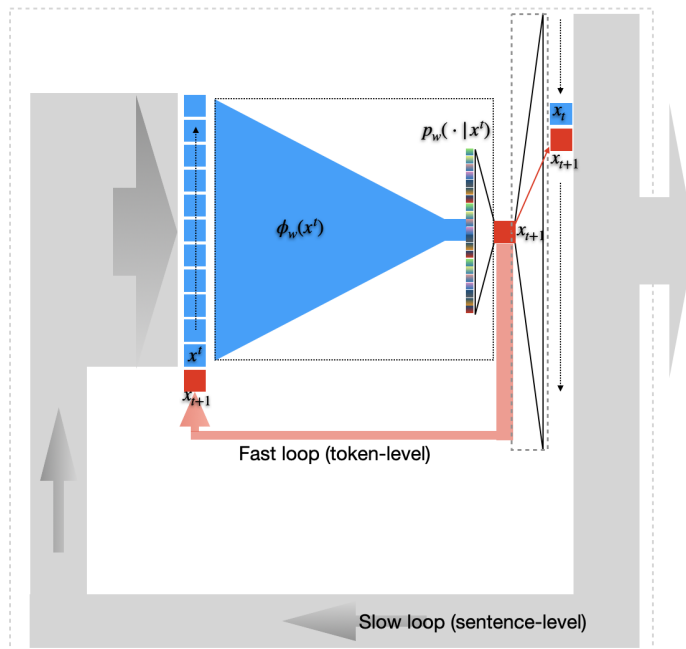 p_w( · | x^t)
x_t
x_{t+1}
ϕ_w(x^t)
x_{t+1}
x^t
x_{t+1}
Fast loop (token-level)
Slow loop (sentence-level)